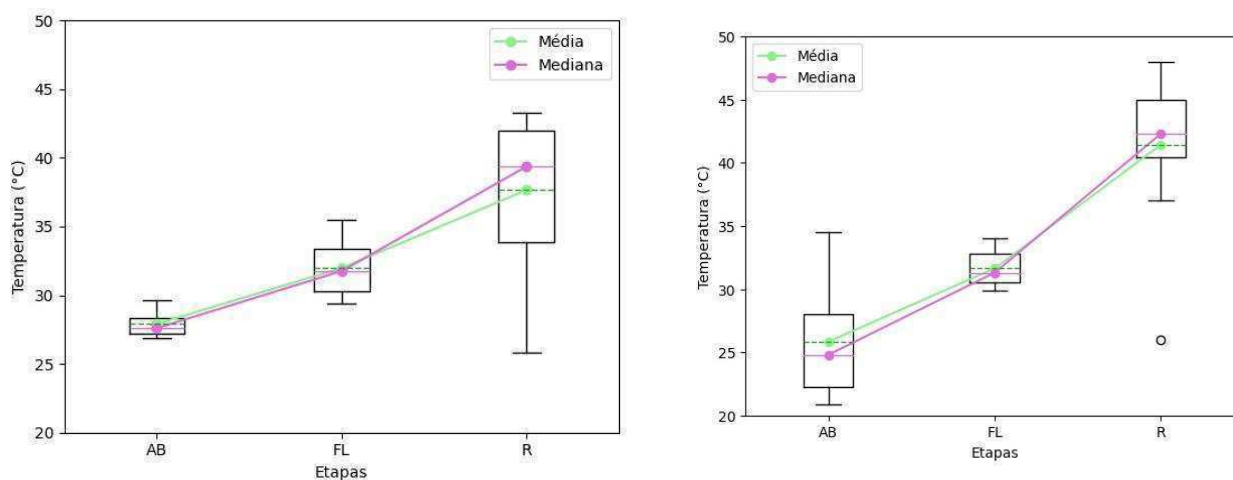 50
45
40
35
30
25
20
Temperatura (°C)
Média
Mediana
AB
FL
R
Etapas
50
45
40
35
30
25
20
Temperatura (°C)
Média
Mediana
AB
FL
R
Etapas